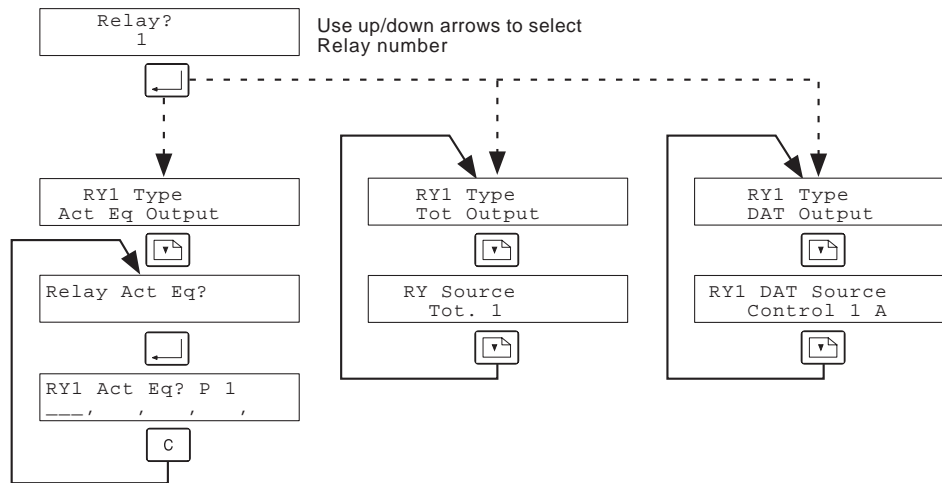 Relay?
1
Use up/down arrows to select
Relay number
RY1 Type
Act Eq Output
Relay Act Eq?
RY1 Act Eq? P 1
___, , , ,
C
RY1 Type
Tot Output
RY Source
Tot. 1
RY1 Type
DAT Output
RY1 DAT Source
Control 1 A